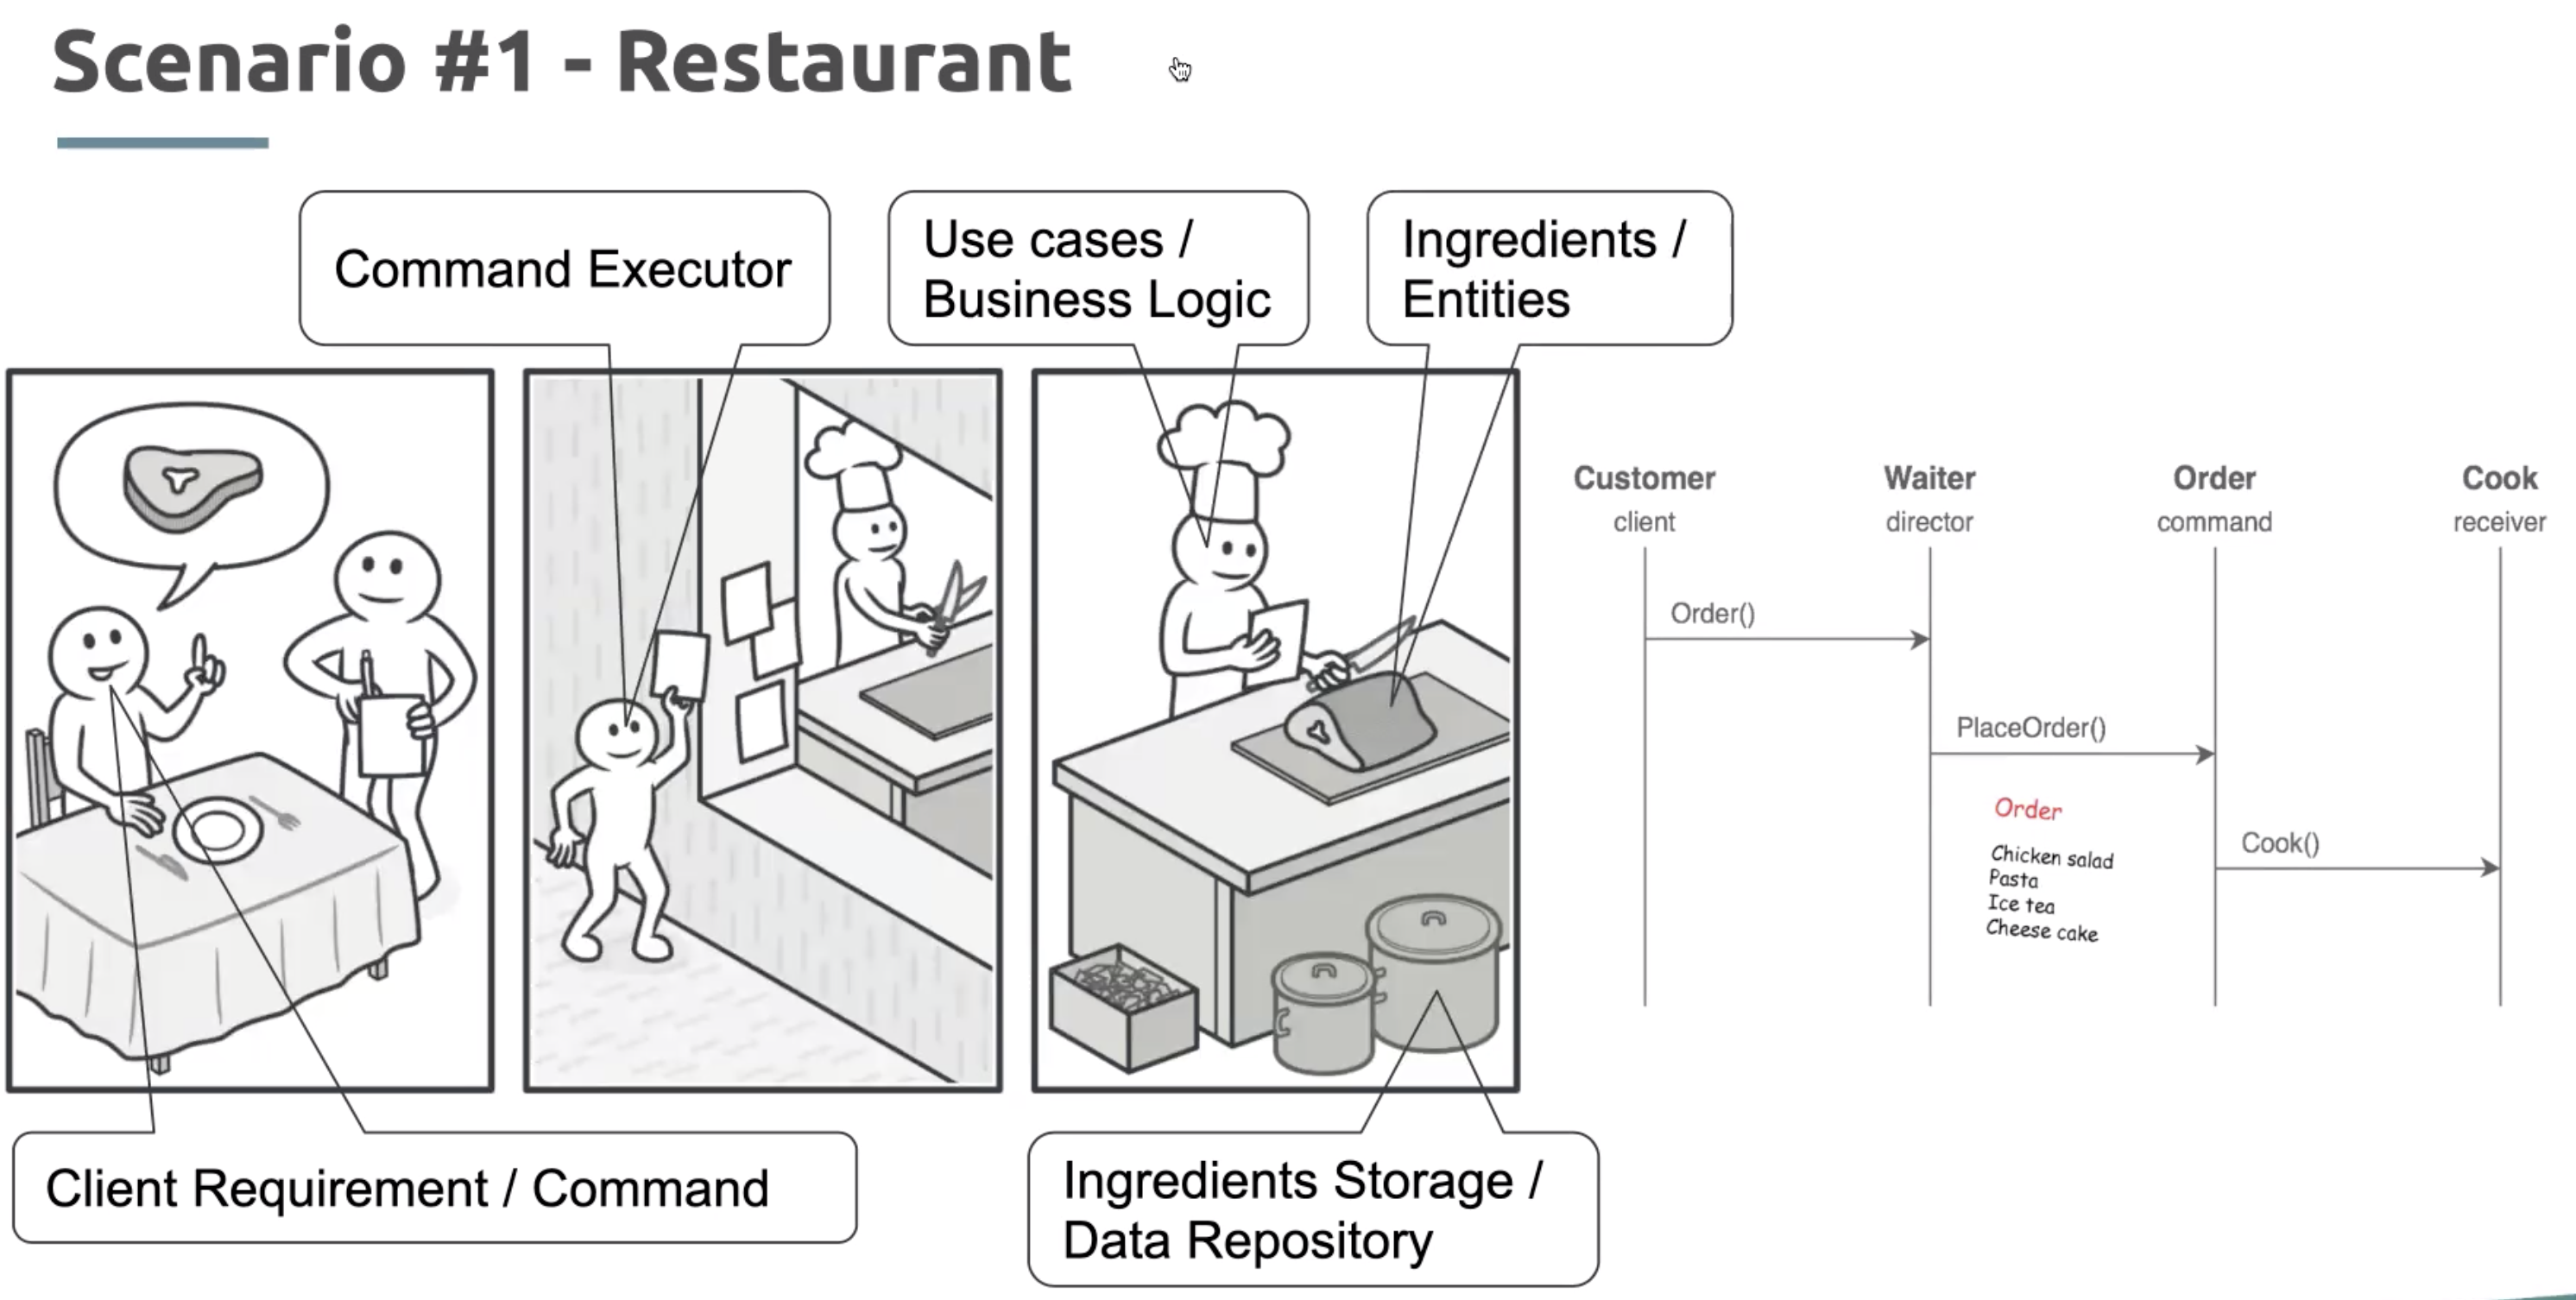 Scenario #1 - Restaurant
Command Executor
Use cases /
Business Logic
Ingredients /
Entities
Customer
client
Waiter
director
Order
command
Cook
receiver
Order()
PlaceOrder()
Order
Chicken salad
Pasta
Ice tea
Cheese cake
Cook()
Client Requirement / Command
Ingredients Storage /
Data Repository